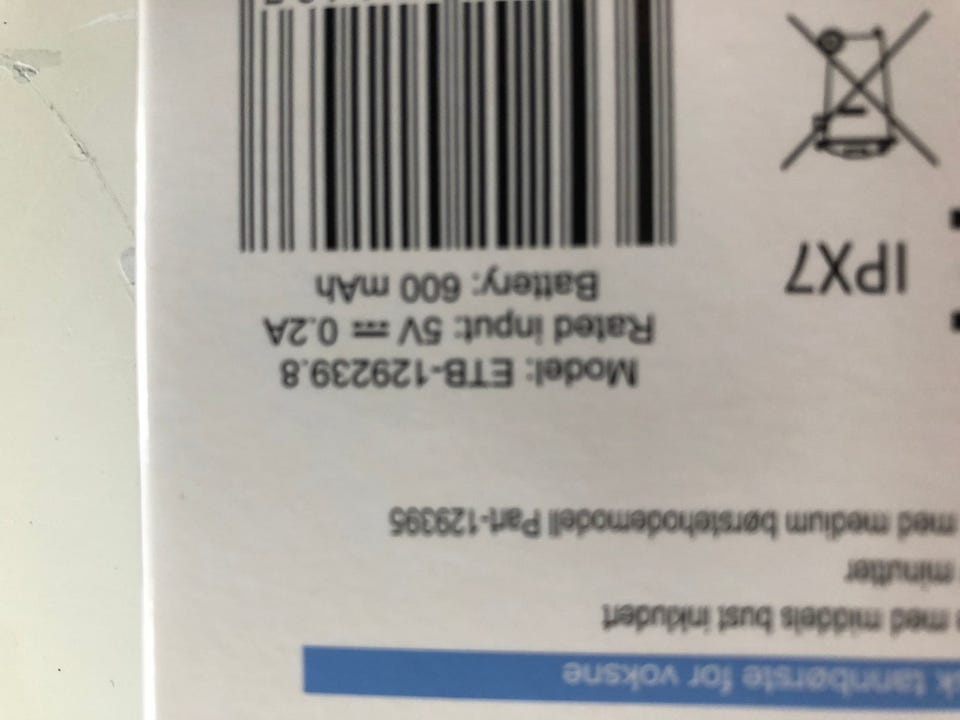 k tannbørste for voksne
med middels bust inkludert
minutter
med medium børstehodemodell Part-129395
Model: ETB-129239.8
Rated input: 5V ⎓ 0.2A
Battery: 600 mAh
IPX7